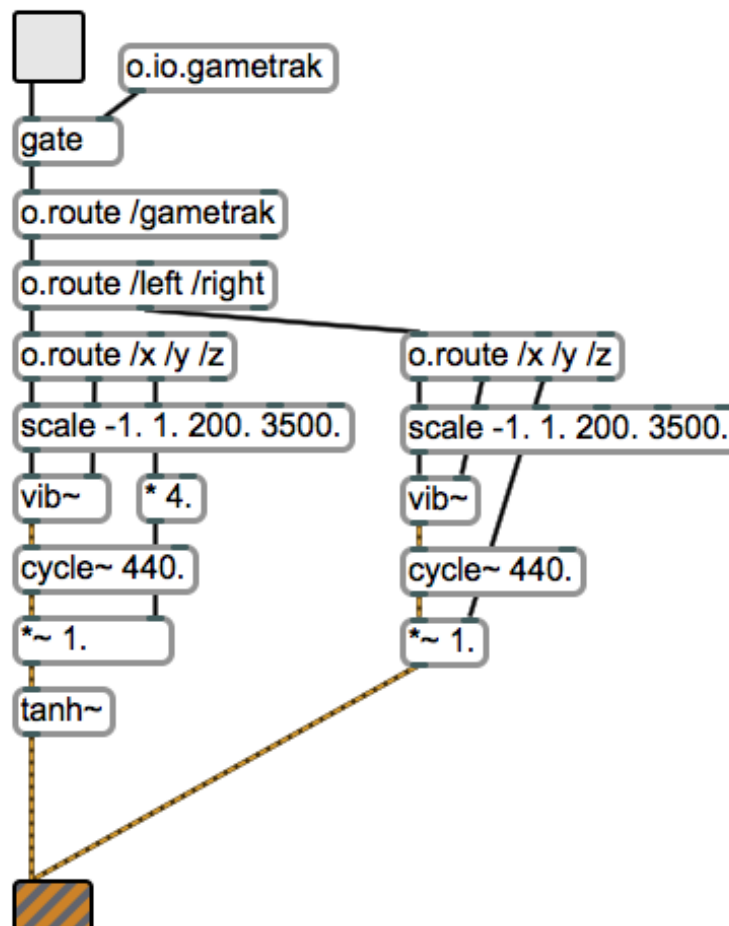 o.io.gametrak
gate
o.route /gametrak
o.route /left /right
o.route /x /y /z
o.route /x /y /z
scale -1. 1. 200. 3500.
scale -1. 1. 200. 3500.
vib~
* 4.
vib~
cycle~ 440.
cycle~ 440.
*~ 1.
*~ 1.
tanh~